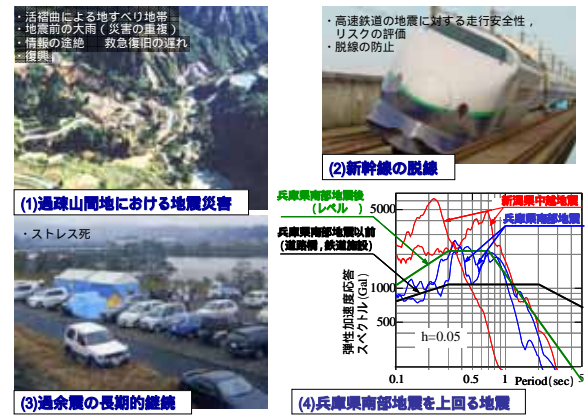 ・活褶曲による地すべり地帯
・地震前の大雨（災害の重複）
・情報の途絶　救急復旧の遅れ
・復興
(1)過疎山間地における地震災害
・高速鉄道の地震に対する走行安全性，
リスクの評価
・脱線の防止
(2)新幹線の脱線
・ストレス死
(3)過余震の長期的継続
兵庫県南部地震後
（レベル　）
兵庫県南部地震以前
（道路橋，鉄道施設）
新潟県中越地震
兵庫県南部地震
弾性加速度応答
スペクトル(Gal)
5000
1000
500
h=0.05
0.1
0.5
1
5
Period(sec)
(4)兵庫県南部地震を上回る地震